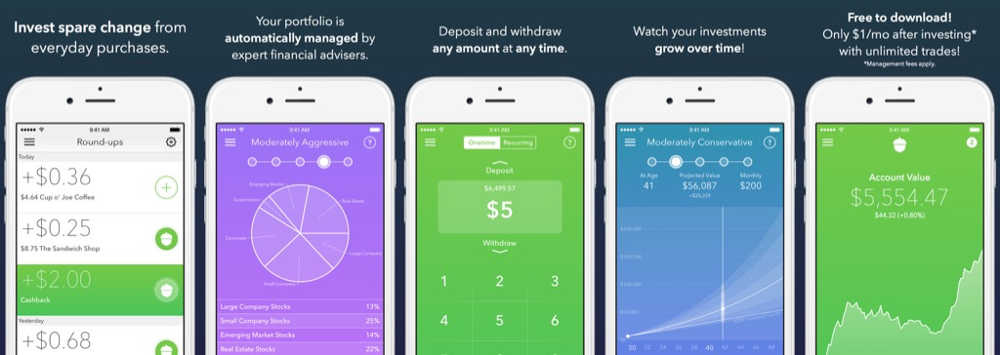 Invest spare change from
everyday purchases.
9:41 AM
Round-ups
Today
+$0.36
$4.64 Cup o' Joe Coffee
+$0.25
$8.75 The Sandwich Shop
+$2.00
Cashback
Yesterday
+$0.68
Your portfolio is
automatically managed by
expert financial advisers.
9:41 AM
Moderately Aggressive
?
Emerging Market
Government
Real Estate
Corporate
Large Company
Small Company
Large Company Stocks 13%
Small Company Stocks 25%
Emerging Market Stocks 14%
Real Estate Stocks 22%
Deposit and withdraw
any amount at any time.
9:41 AM
Onetime Recurring
?
Deposit
$6,499.57
$5
Withdraw
1 2 3
4 5 6
Watch your investments
grow over time!
9:41 AM
Moderately Conservative
?
At Age Projected Value Monthly
41 $56,087 $200
+$20,239
$200,000
$150,000
$100,000
$50,000
30 32 34 36 38 40 42 44 46 48
Free to download!
Only $1/mo after investing*
with unlimited trades!
*Management fees apply.
9:41 AM
2
Account Value
$5,554.47
$44.32 (+0.80%)